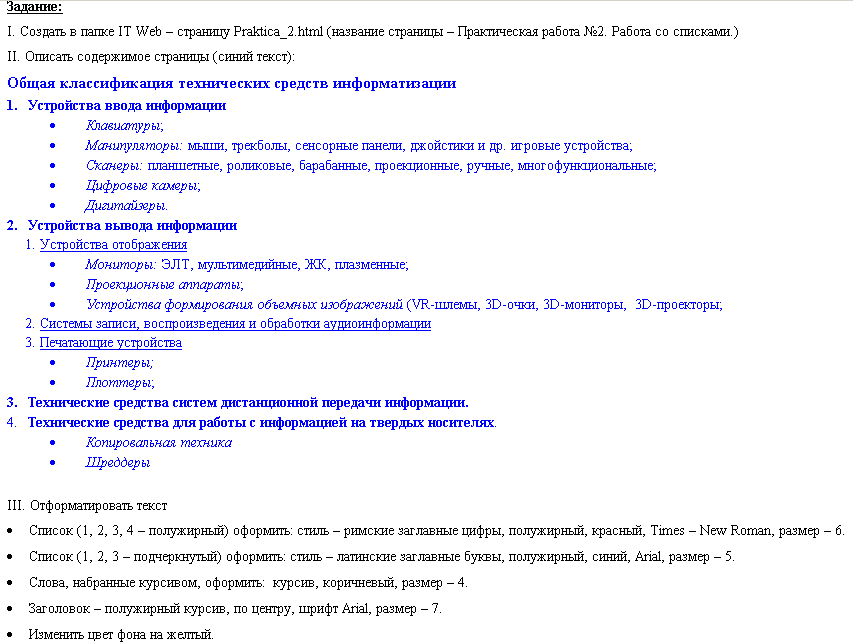 Задание:
I. Создать в папке IT Web – страницу Praktica_2.html (название страницы – Практическая работа №2. Работа со списками.)
II. Описать содержимое страницы (синий текст):
Общая классификация технических средств информатизации
1. Устройства ввода информации
• Клавиатуры;
• Манипуляторы: мыши, трекболы, сенсорные панели, джойстики и др. игровые устройства;
• Сканеры: планшетные, роликовые, барабанные, проекционные, ручные, многофункциональные;
• Цифровые камеры;
• Дигитайзеры.
2. Устройства вывода информации
1. Устройства отображения
• Мониторы: ЭЛТ, мультимедийные, ЖК, плазменные;
• Проекционные аппараты;
• Устройства формирования объемных изображений (VR-шлемы, 3D-очки, 3D-мониторы, 3D-проекторы;
2. Системы записи, воспроизведения и обработки аудиоинформации
3. Печатающие устройства
• Принтеры;
• Плоттеры;
3. Технические средства систем дистанционной передачи информации.
4. Технические средства для работы с информацией на твердых носителях.
• Копировальная техника
• Шреддеры
III. Отформатировать текст
• Список (1, 2, 3, 4 – полужирный) оформить: стиль – римские заглавные цифры, полужирный, красный, Times – New Roman, размер – 6.
• Список (1, 2, 3 – подчеркнутый) оформить: стиль – латинские заглавные буквы, полужирный, синий, Arial, размер – 5.
• Слова, набранные курсивом, оформить: курсив, коричневый, размер – 4.
• Заголовок – полужирный курсив, по центру, шрифт Arial, размер – 7.
• Изменить цвет фона на желтый.